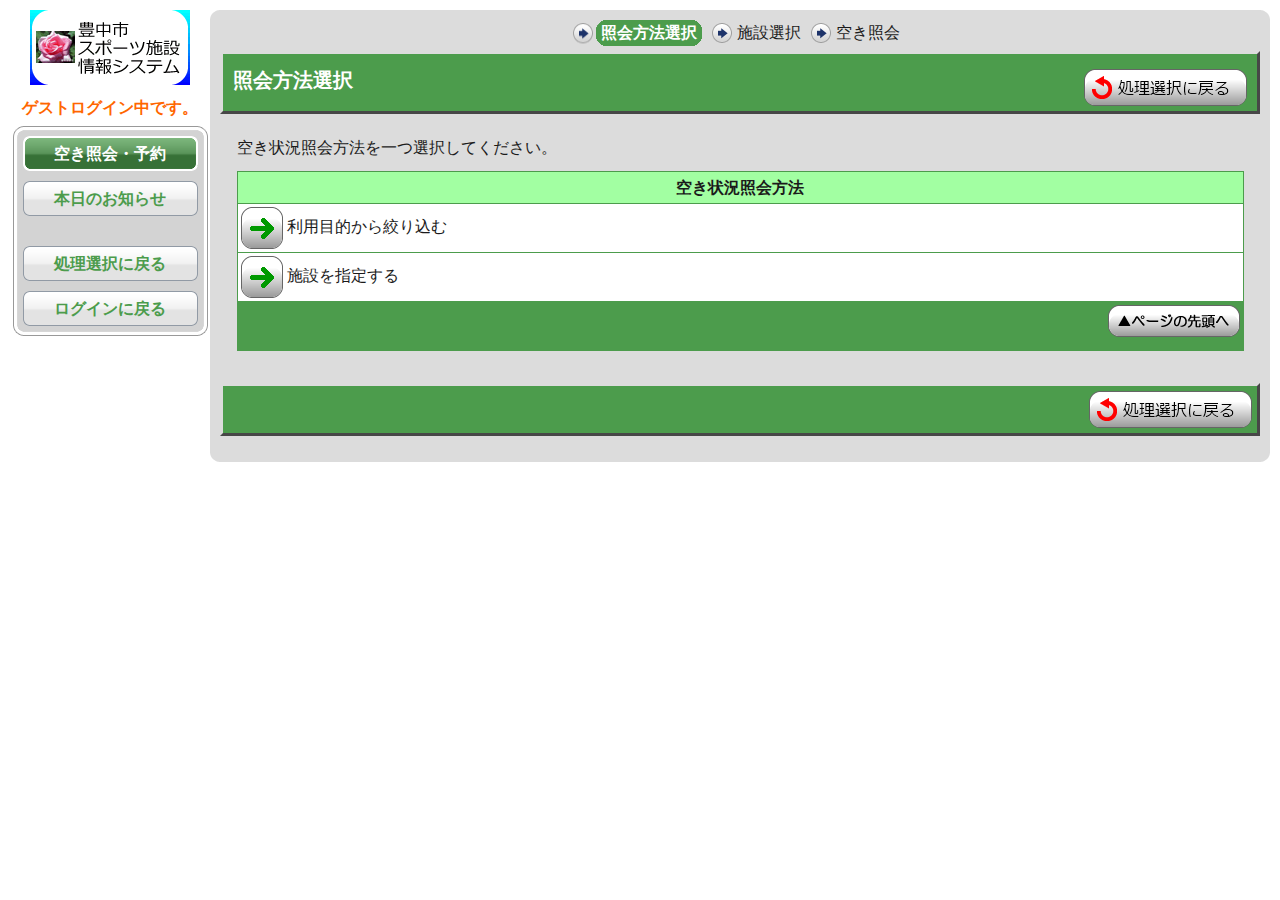 豊中市
スポーツ施設
情報システム
ゲストログイン中です。
空き照会・予約
本日のお知らせ
処理選択に戻る
ログインに戻る
照会方法選択 施設選択 空き照会
照会方法選択
処理選択に戻る
空き状況照会方法を一つ選択してください。
空き状況照会方法
利用目的から絞り込む
施設を指定する
▲ページの先頭へ
処理選択に戻る